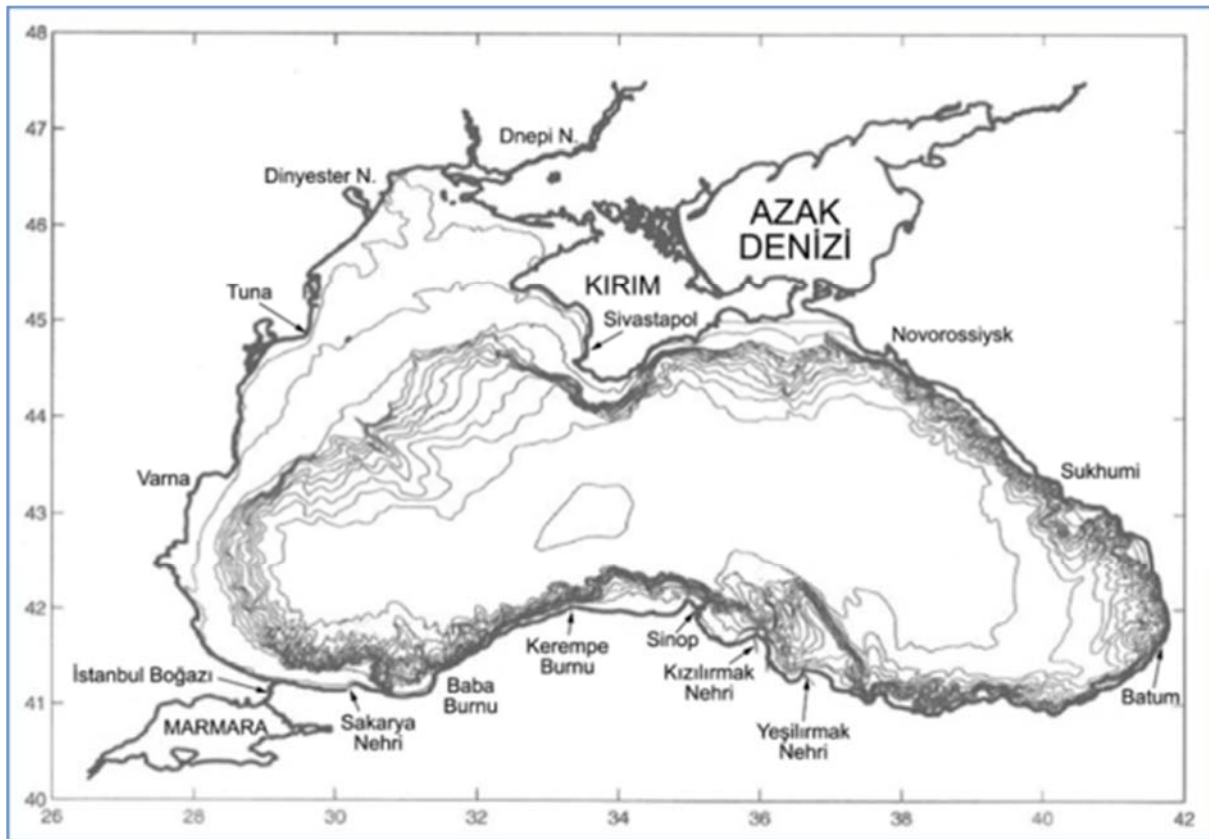 48
47
46
45
44
43
42
41
40
26
28
30
32
34
36
38
40
42
Dnepi N.
Dinyester N.
AZAK
DENİZİ
KIRIM
Tuna
Sivastapol
Novorossiysk
Varna
Sukhumi
Kerempe
Burnu
Sinop
Kızılırmak
Nehri
İstanbul Boğazı
Baba
Burnu
Batum
MARMARA
Sakarya
Nehri
Yeşilırmak
Nehri